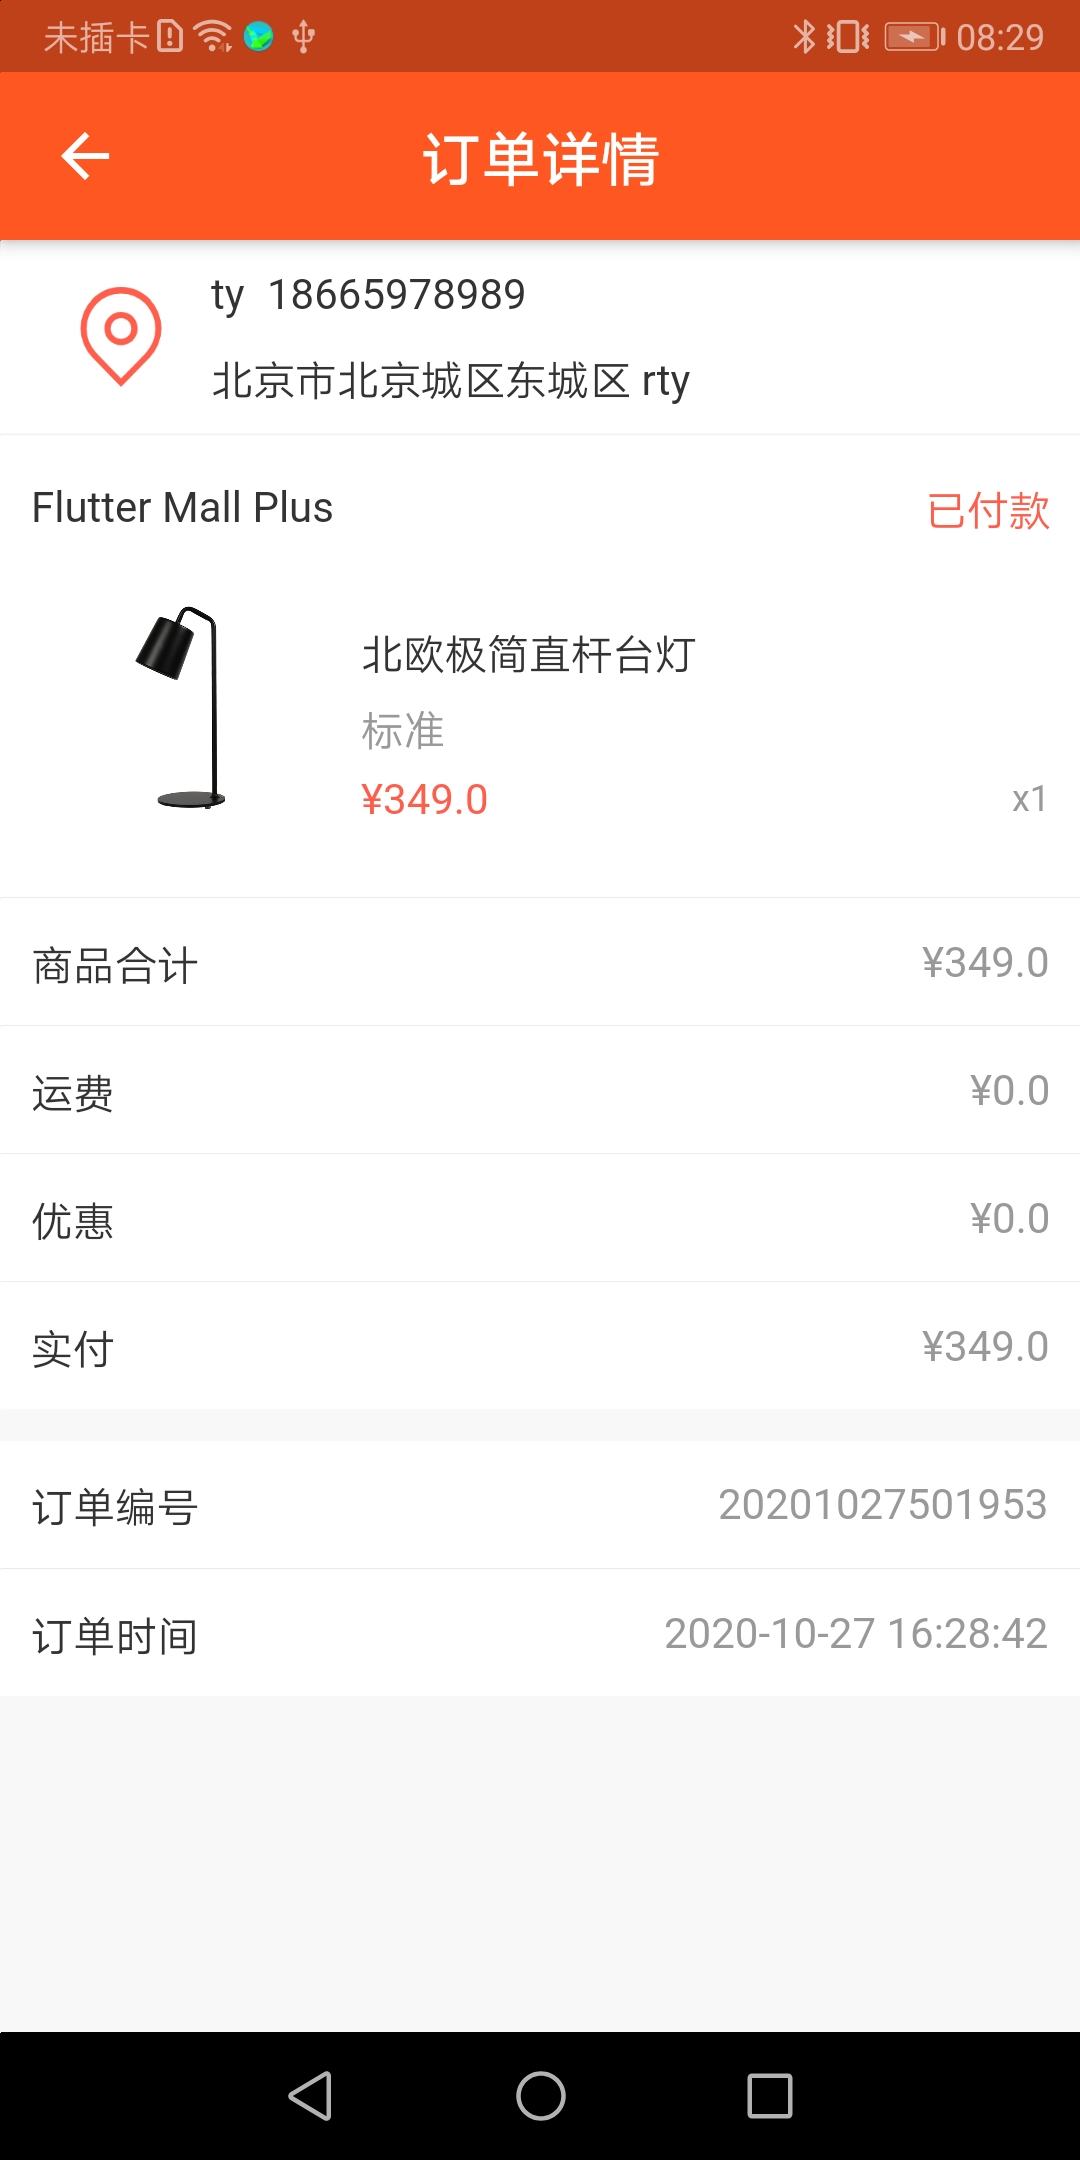 未插卡 08:29
订单详情
ty 18665978989
北京市北京城区东城区 rty
Flutter Mall Plus 已付款
北欧极简直杆台灯
标准
¥349.0 x1
商品合计 ¥349.0
运费 ¥0.0
优惠 ¥0.0
实付 ¥349.0
订单编号 20201027501953
订单时间 2020-10-27 16:28:42